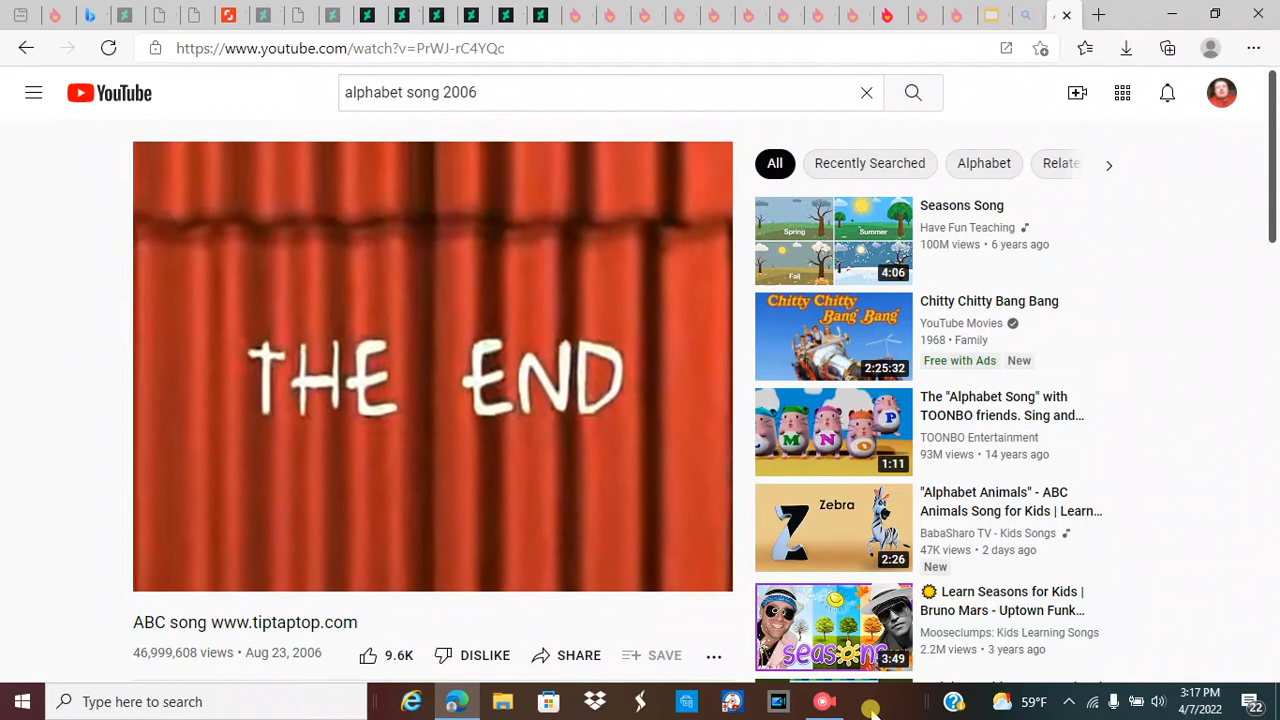 https://www.youtube.com/watch?v=PrWJ-rC4YQc
YouTube
alphabet song 2006
THE END
ABC song www.tiptaptop.com
46,999,608 views • Aug 23, 2006
9.6K
DISLIKE
SHARE
SAVE
All
Recently Searched
Alphabet
Relate
Spring
Summer
Fall
4:06
Seasons Song
Have Fun Teaching
100M views • 6 years ago
Chitty Chitty
Bang Bang
2:25:32
Chitty Chitty Bang Bang
YouTube Movies
1968 • Family
Free with Ads
New
L M N O P
1:11
The "Alphabet Song" with
TOONBO friends. Sing and...
TOONBO Entertainment
93M views • 14 years ago
Zebra
Z
2:26
"Alphabet Animals" - ABC
Animals Song for Kids | Learn...
BabaSharo TV - Kids Songs
47K views • 2 days ago
New
seasons
3:49
Learn Seasons for Kids |
Bruno Mars - Uptown Funk...
Mooseclumps: Kids Learning Songs
2.2M views • 3 years ago
Type here to search
59°F
3:17 PM
4/7/2022
22